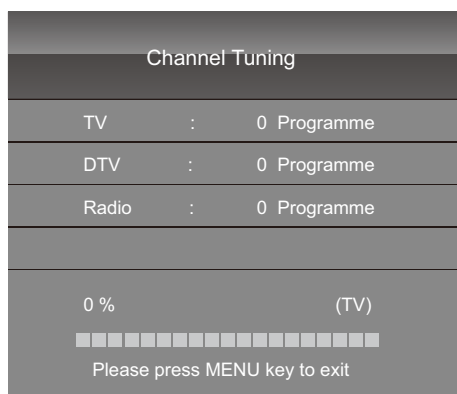 Channel Tuning
TV : 0 Programme
DTV : 0 Programme
Radio : 0 Programme
0 % (TV)
Please press MENU key to exit